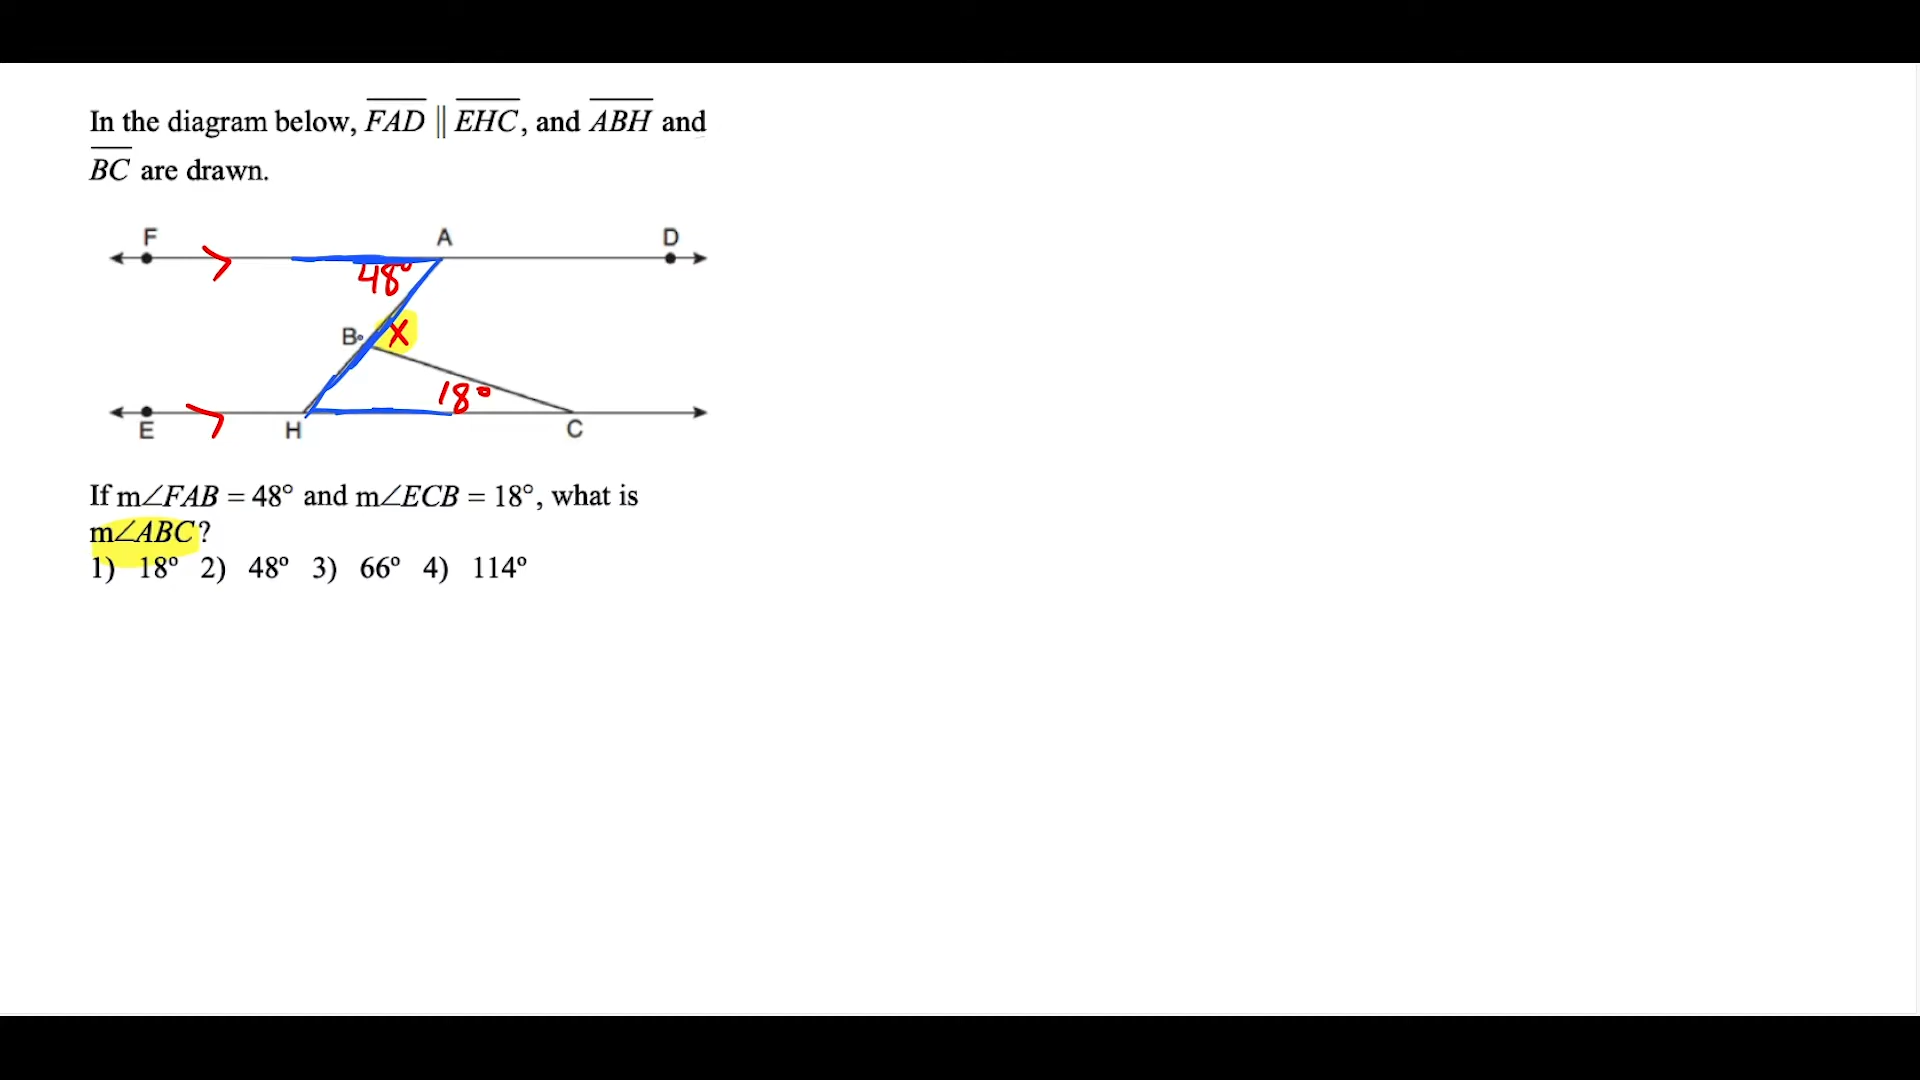 In the diagram below, FAD ∥ EHC, and ABH and
BC are drawn.
F A D
48°
B x
18°
E H C
If m∠FAB = 48° and m∠ECB = 18°, what is
m∠ABC?
1) 18° 2) 48° 3) 66° 4) 114°